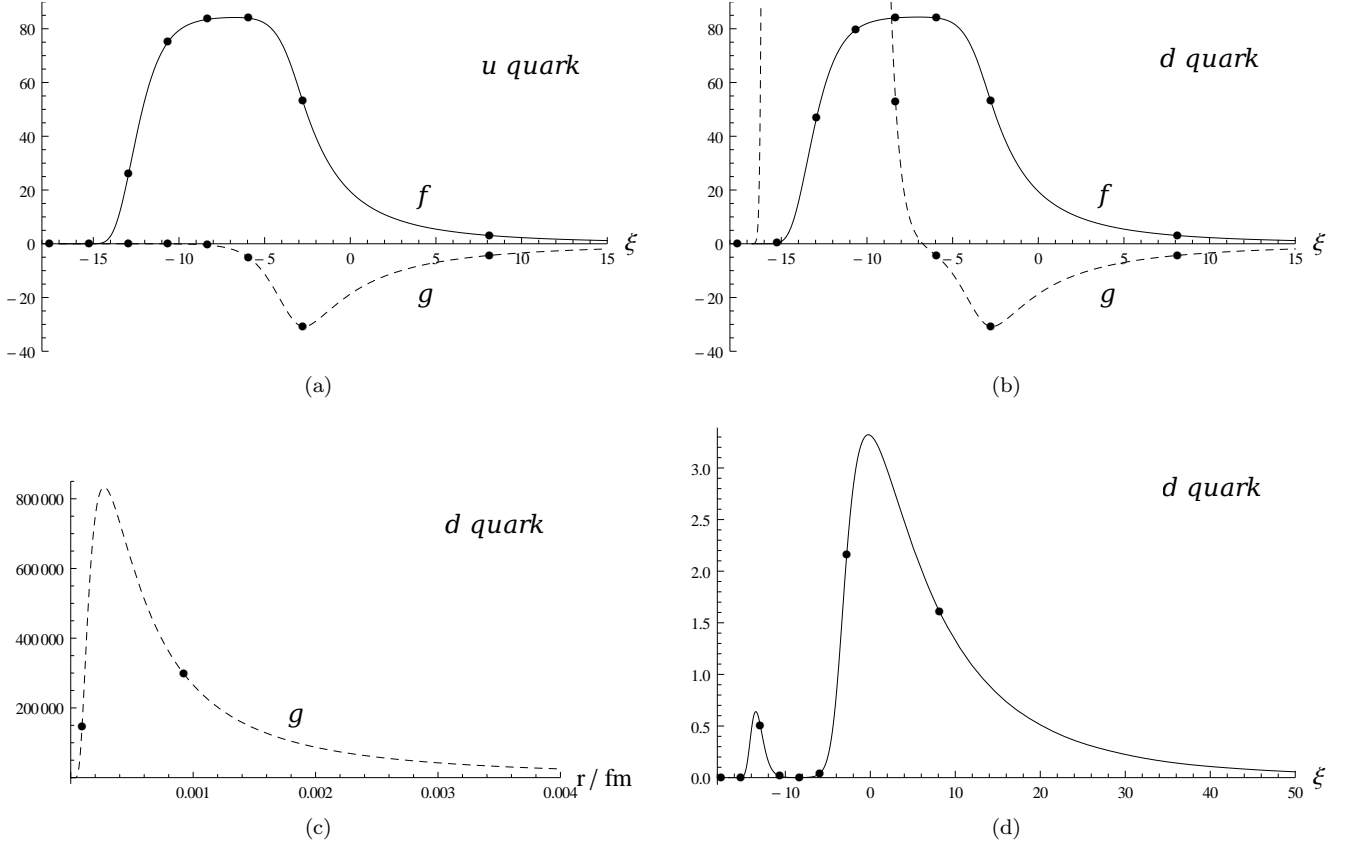 80
60
40
20
0
−20
−40
−15 −10 −5 0 5 10 15 ξ
u quark
f
g
(a)
80
60
40
20
0
−20
−40
−15 −10 −5 0 5 10 15 ξ
d quark
f
g
(b)
800 000
600 000
400 000
200 000
0.001 0.002 0.003 0.004 r / fm
d quark
g
(c)
3.0
2.5
2.0
1.5
1.0
0.5
0.0
−10 0 10 20 30 40 50 ξ
d quark
(d)